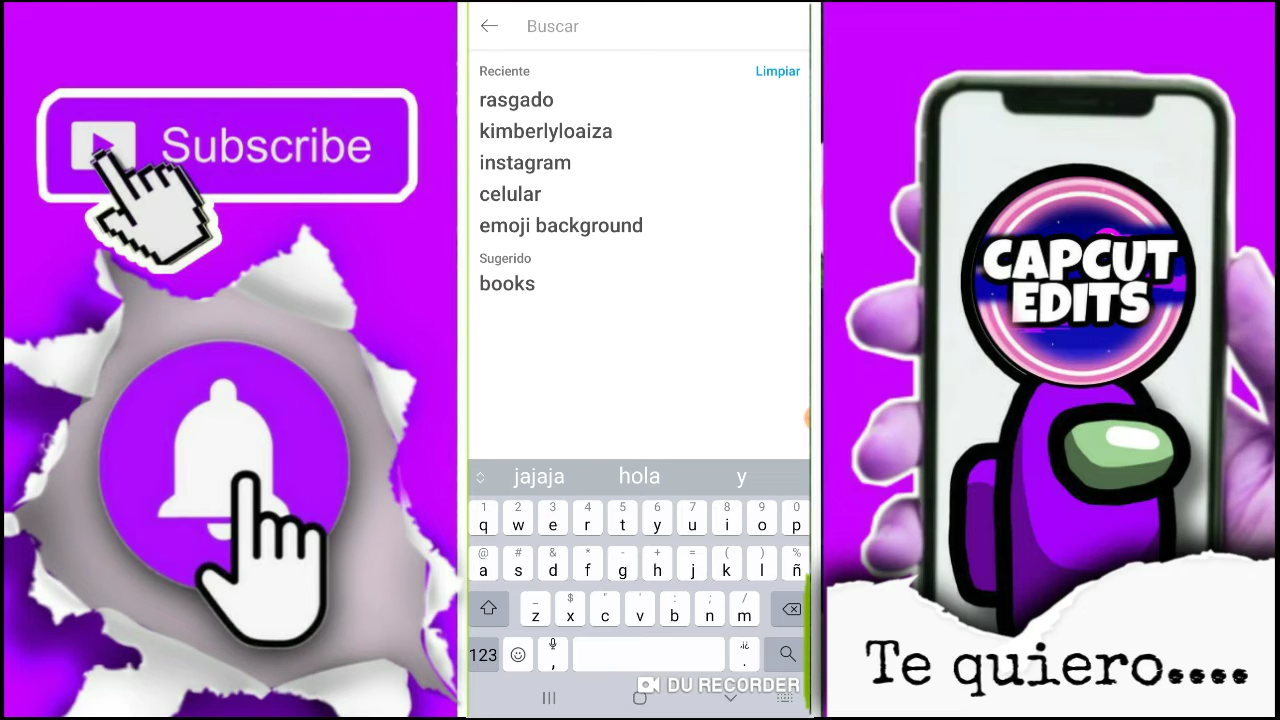 Subscribe
Buscar
Reciente
Limpiar
rasgado
kimberlyloaiza
instagram
celular
emoji background
Sugerido
books
jajaja hola y
1 2 3 4 5 6 7 8 9 0
q w e r t y u i o p
@ # & * - + = ( ) %
a s d f g h j k l ñ
_ $ " ' : ; /
z x c v b n m
123 , .
DU RECORDER
CAPCUT
EDITS
Te quiero....